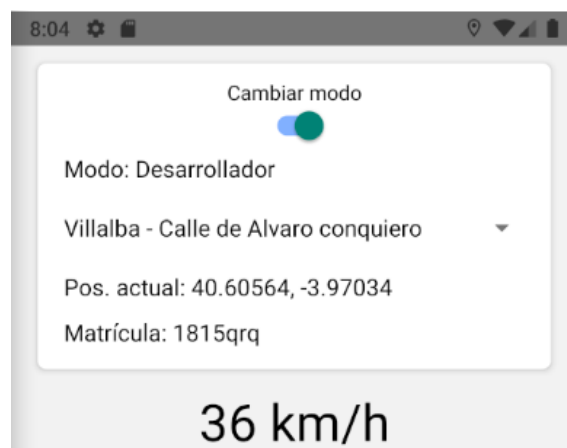 8:04
Cambiar modo
Modo: Desarrollador
Villalba - Calle de Alvaro conquiero
Pos. actual: 40.60564, -3.97034
Matrícula: 1815qrq
36 km/h